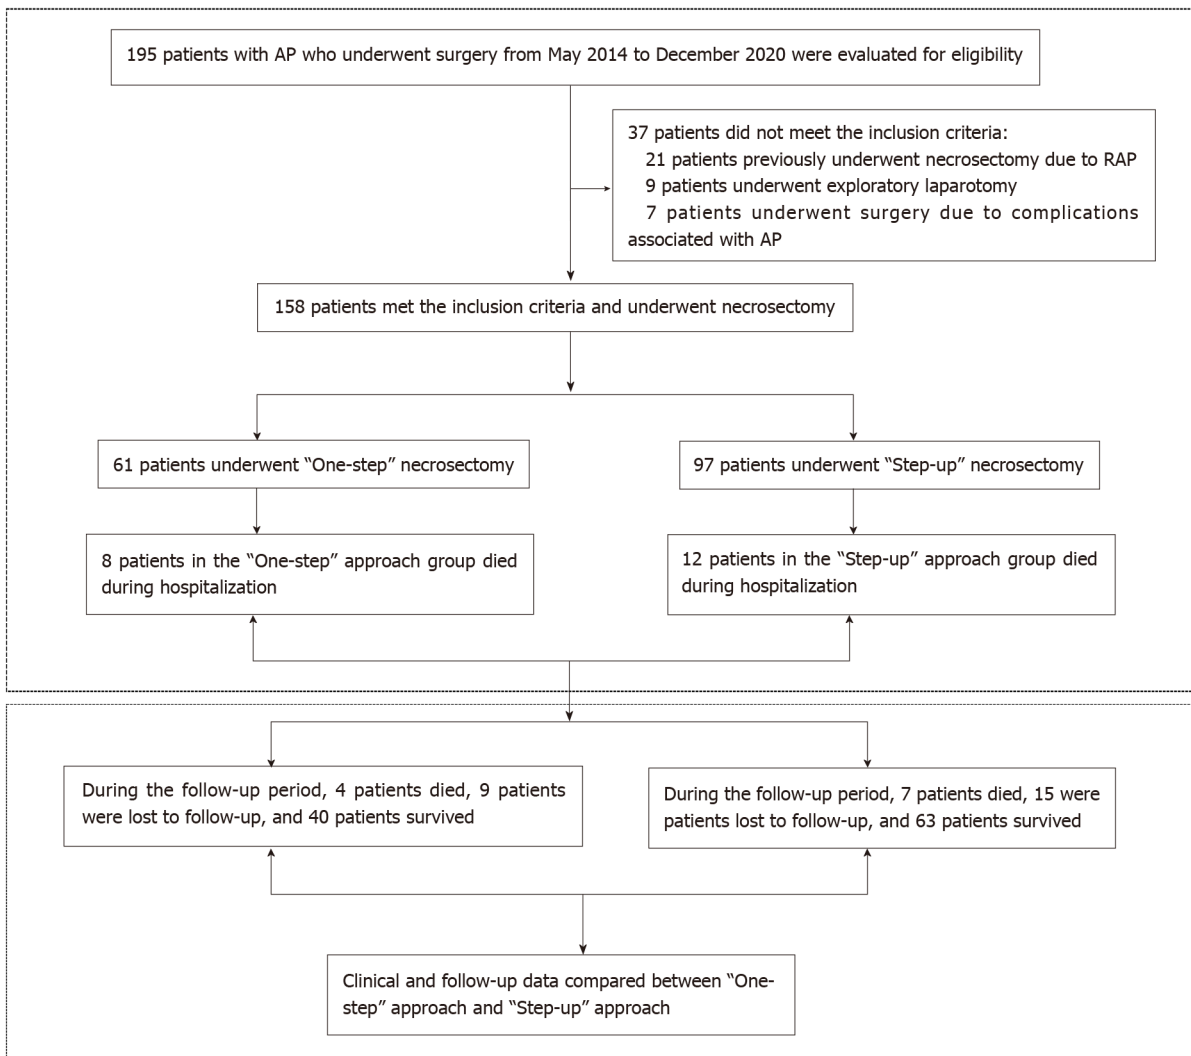 195 patients with AP who underwent surgery from May 2014 to December 2020 were evaluated for eligibility
37 patients did not meet the inclusion criteria:
21 patients previously underwent necrosectomy due to RAP
9 patients underwent exploratory laparotomy
7 patients underwent surgery due to complications
associated with AP
158 patients met the inclusion criteria and underwent necrosectomy
61 patients underwent “One-step” necrosectomy
97 patients underwent “Step-up” necrosectomy
8 patients in the “One-step” approach group died
during hospitalization
12 patients in the “Step-up” approach group died
during hospitalization
During the follow-up period, 4 patients died, 9 patients
were lost to follow-up, and 40 patients survived
During the follow-up period, 7 patients died, 15 were
patients lost to follow-up, and 63 patients survived
Clinical and follow-up data compared between “One-
step” approach and “Step-up” approach